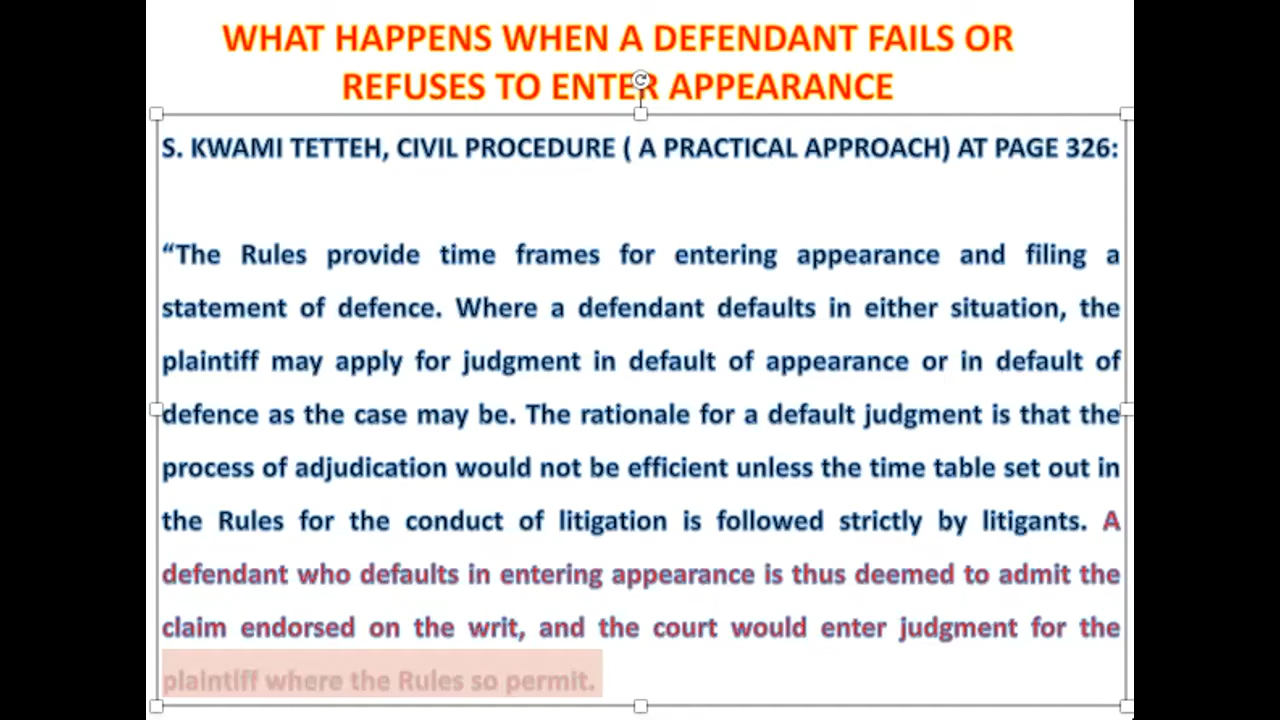 WHAT HAPPENS WHEN A DEFENDANT FAILS OR
REFUSES TO ENTER APPEARANCE
S. KWAMI TETTEH, CIVIL PROCEDURE ( A PRACTICAL APPROACH) AT PAGE 326:
“The Rules provide time frames for entering appearance and filing a
statement of defence. Where a defendant defaults in either situation, the
plaintiff may apply for judgment in default of appearance or in default of
defence as the case may be. The rationale for a default judgment is that the
process of adjudication would not be efficient unless the time table set out in
the Rules for the conduct of litigation is followed strictly by litigants. A
defendant who defaults in entering appearance is thus deemed to admit the
claim endorsed on the writ, and the court would enter judgment for the
plaintiff where the Rules so permit.